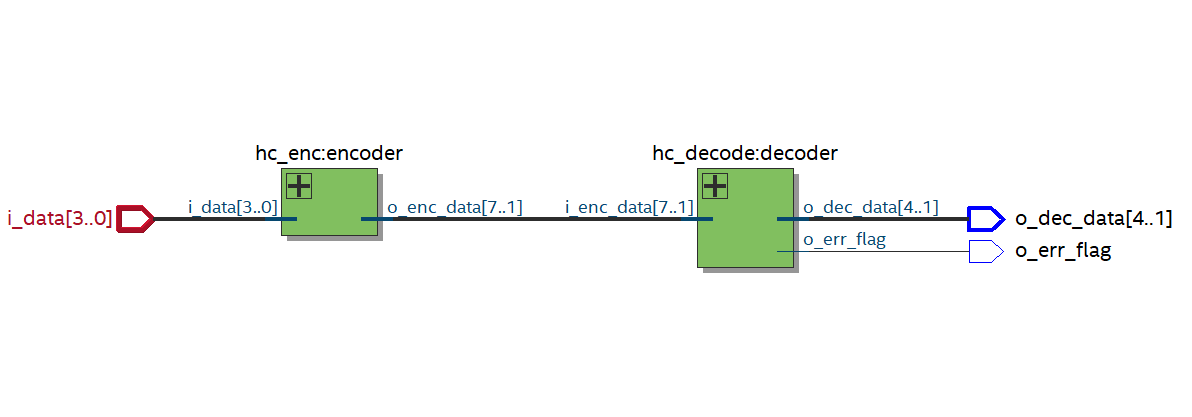 hc_enc:encoder
hc_decode:decoder
i_data[3..0]
i_data[3..0]
o_enc_data[7..1]
i_enc_data[7..1]
o_dec_data[4..1]
o_dec_data[4..1]
o_err_flag
o_err_flag